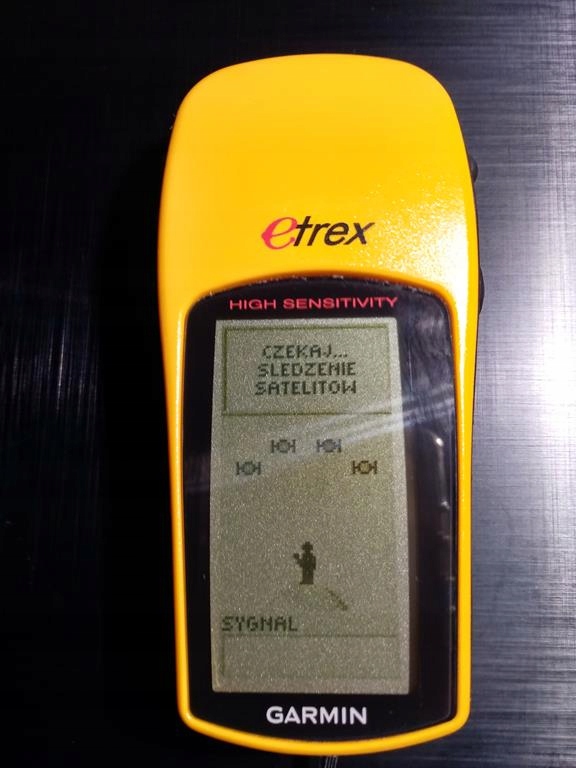 etrex
HIGH SENSITIVITY
CZEKAJ...
SLEDZENIE
SATELITOW
SYGNAL
GARMIN